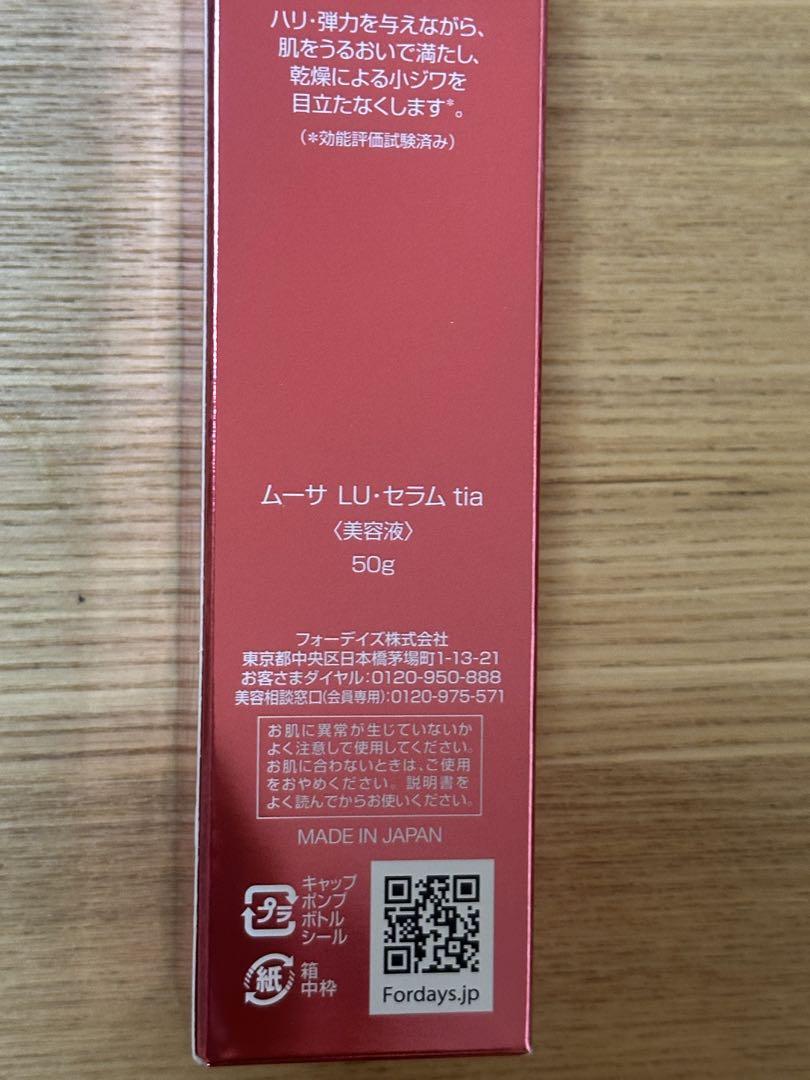 ハリ・弾力を与えながら、
肌をうるおいで満たし、
乾燥による小ジワを
目立たなくします*。
(*効能評価試験済み)
ムーサ LU・セラム tia
〈美容液〉
50g
フォーデイズ株式会社
東京都中央区日本橋茅場町1-13-21
お客さまダイヤル:0120-950-888
美容相談窓口(会員専用):0120-975-571
お肌に異常が生じていないか
よく注意して使用してください。
お肌に合わないときは、ご使用
をおやめください。説明書を
よく読んでからお使いください。
MADE IN JAPAN
プラ
キャップ
ポンプ
ボトル
シール
紙
箱
中枠
Fordays.jp